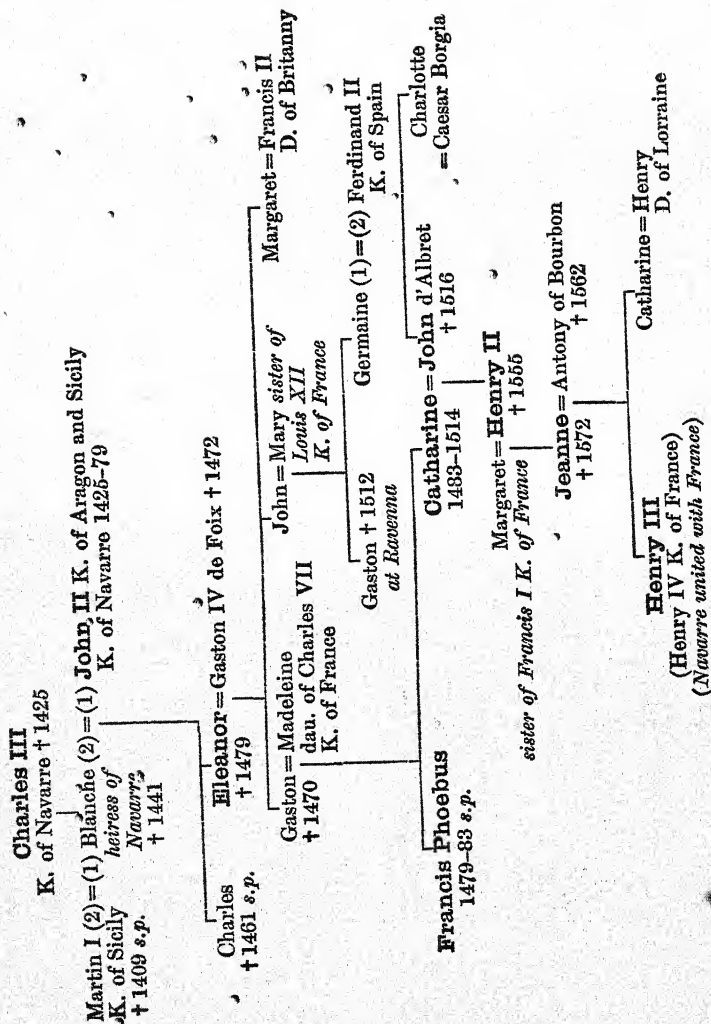 Charles III
K. of Navarre †1425
Martin I (2)=(1) Blanche (2)=(1) John II K. of Aragon and Sicily
K. of Sicily
†1409 s.p.
heiress of
Navarre
†1441
K. of Navarre 1425-79
Charles
†1461 s.p.
Eleanor=Gaston IV de Foix †1472
†1479
Gaston=Madeleine
†1470
dau. of Charles VII
K. of France
John=Mary sister of
Louis XII
K. of France
Margaret=Francis II
D. of Britanny
Gaston †1512
at Ravenna
Germaine (1)=(2) Ferdinand II
K. of Spain
Francis Phoebus
1479-83 s.p.
Catharine=John d'Albret
1483-1514
†1516
Charlotte
=Caesar Borgia
Margaret=Henry II
sister of Francis I K. of France
†1555
Jeanne=Antony of Bourbon
†1572
†1562
Henry III
(Henry IV K. of France)
(Navarre united with France)
Catharine=Henry
D. of Lorraine